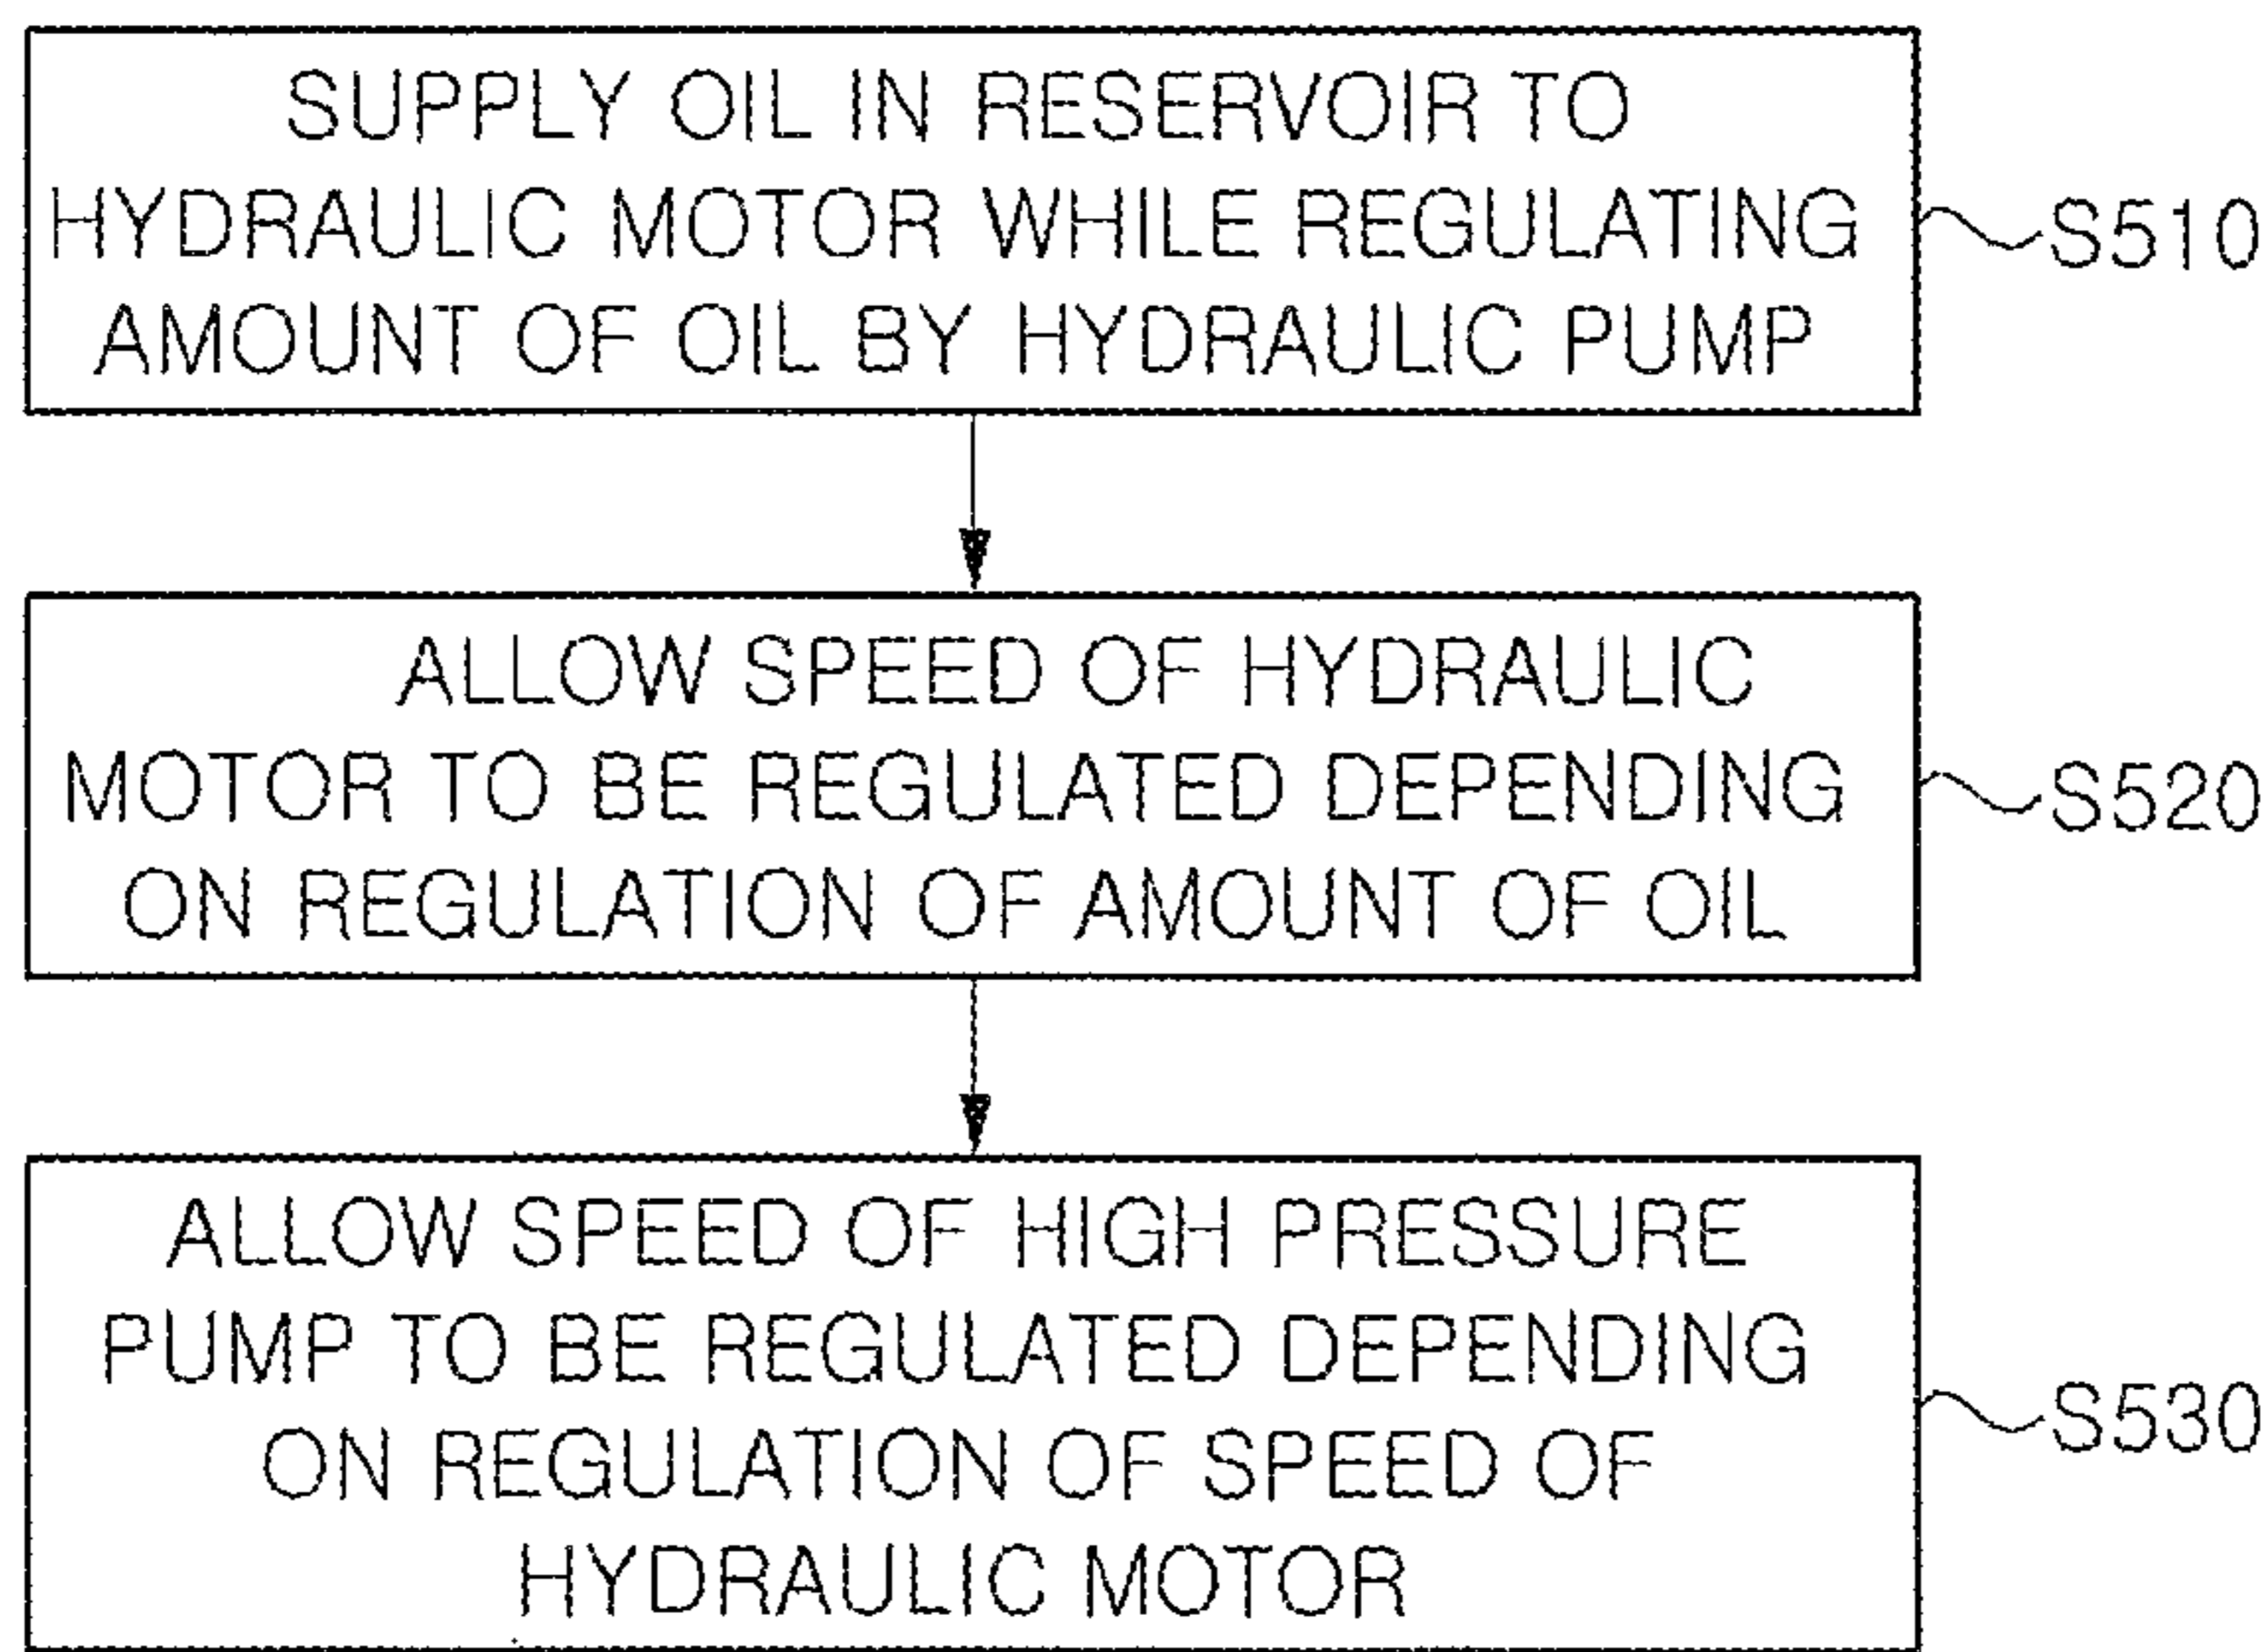 SUPPLY OIL IN RESERVOIR TO
HYDRAULIC MOTOR WHILE REGULATING
AMOUNT OF OIL BY HYDRAULIC PUMP
S510
ALLOW SPEED OF HYDRAULIC
MOTOR TO BE REGULATED DEPENDING
ON REGULATION OF AMOUNT OF OIL
S520
ALLOW SPEED OF HIGH PRESSURE
PUMP TO BE REGULATED DEPENDING
ON REGULATION OF SPEED OF
HYDRAULIC MOTOR
S530